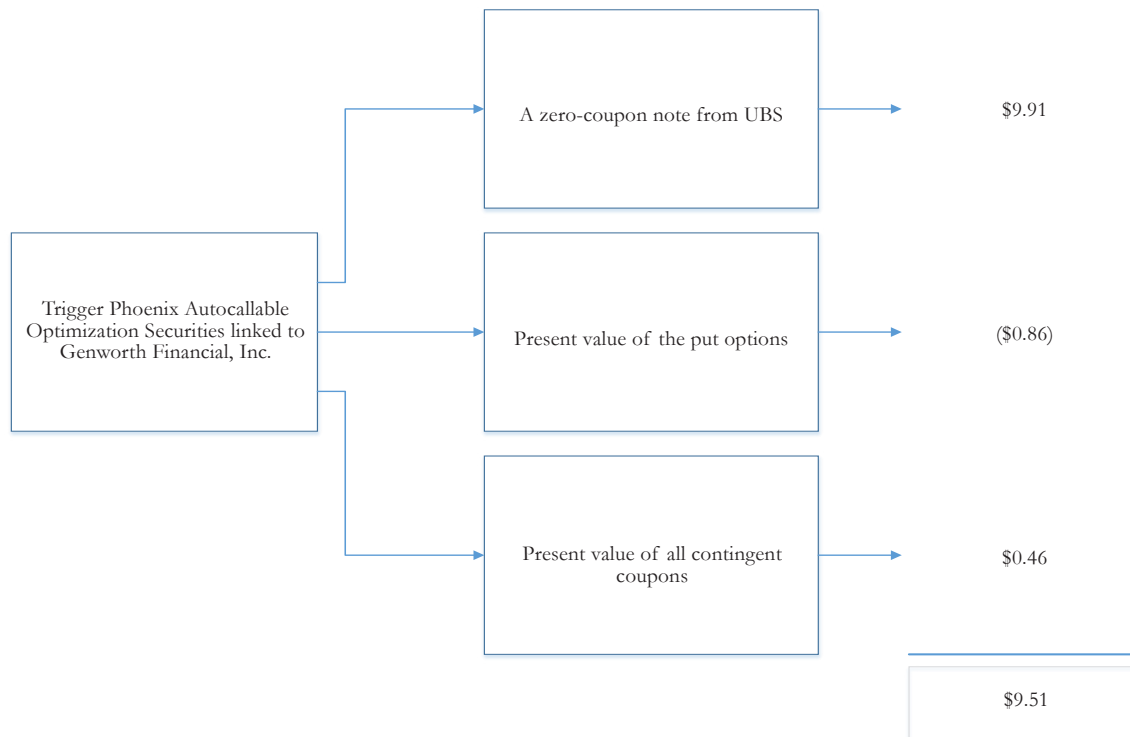 A zero-coupon note from UBS
$9.91
Trigger Phoenix Autocallable
Optimization Securities linked to
Genworth Financial, Inc.
Present value of the put options
($0.86)
Present value of all contingent
coupons
$0.46
$9.51